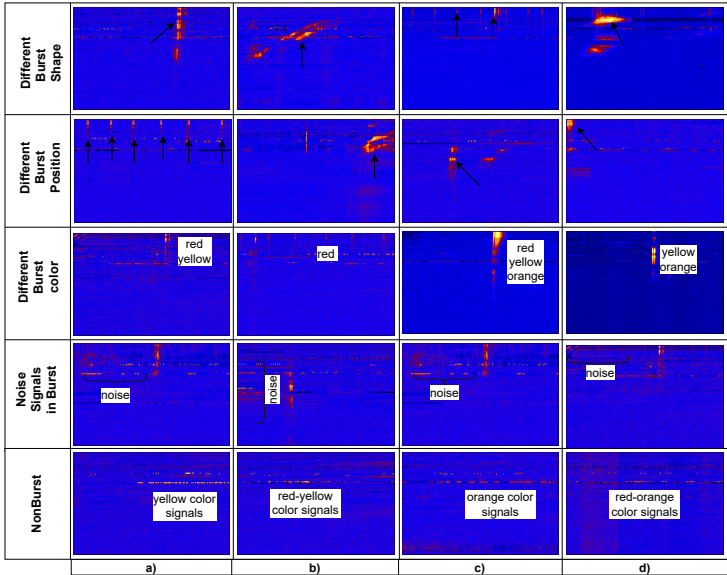 Different
Burst
Shape
Different
Burst
Position
Different
Burst
color
red
yellow
red
red
yellow
orange
yellow
orange
Noise
Signals
in Burst
noise
noise
noise
noise
NonBurst
yellow color
signals
red-yellow
color signals
orange color
signals
red-orange
color signals
a)
b)
c)
d)